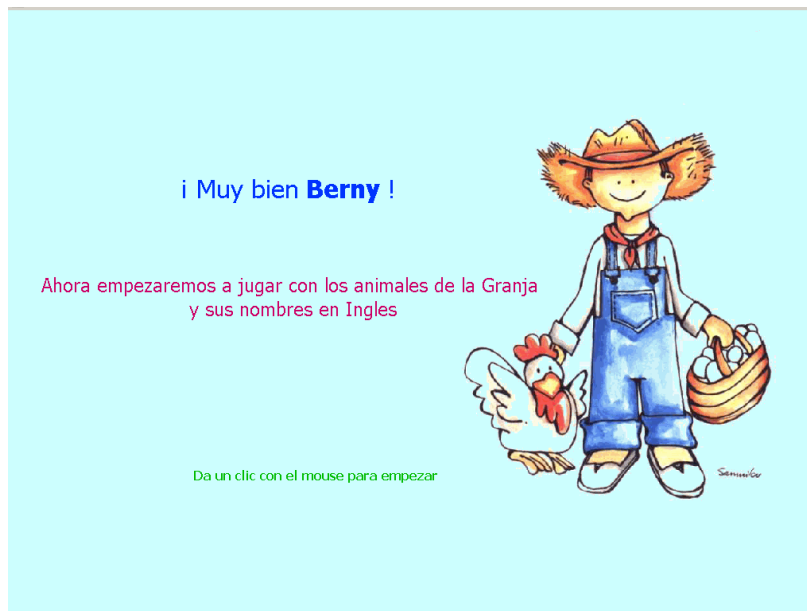 ¡ Muy bien Berny !
Ahora empezaremos a jugar con los animales de la Granja
y sus nombres en Ingles
Da un clic con el mouse para empezar